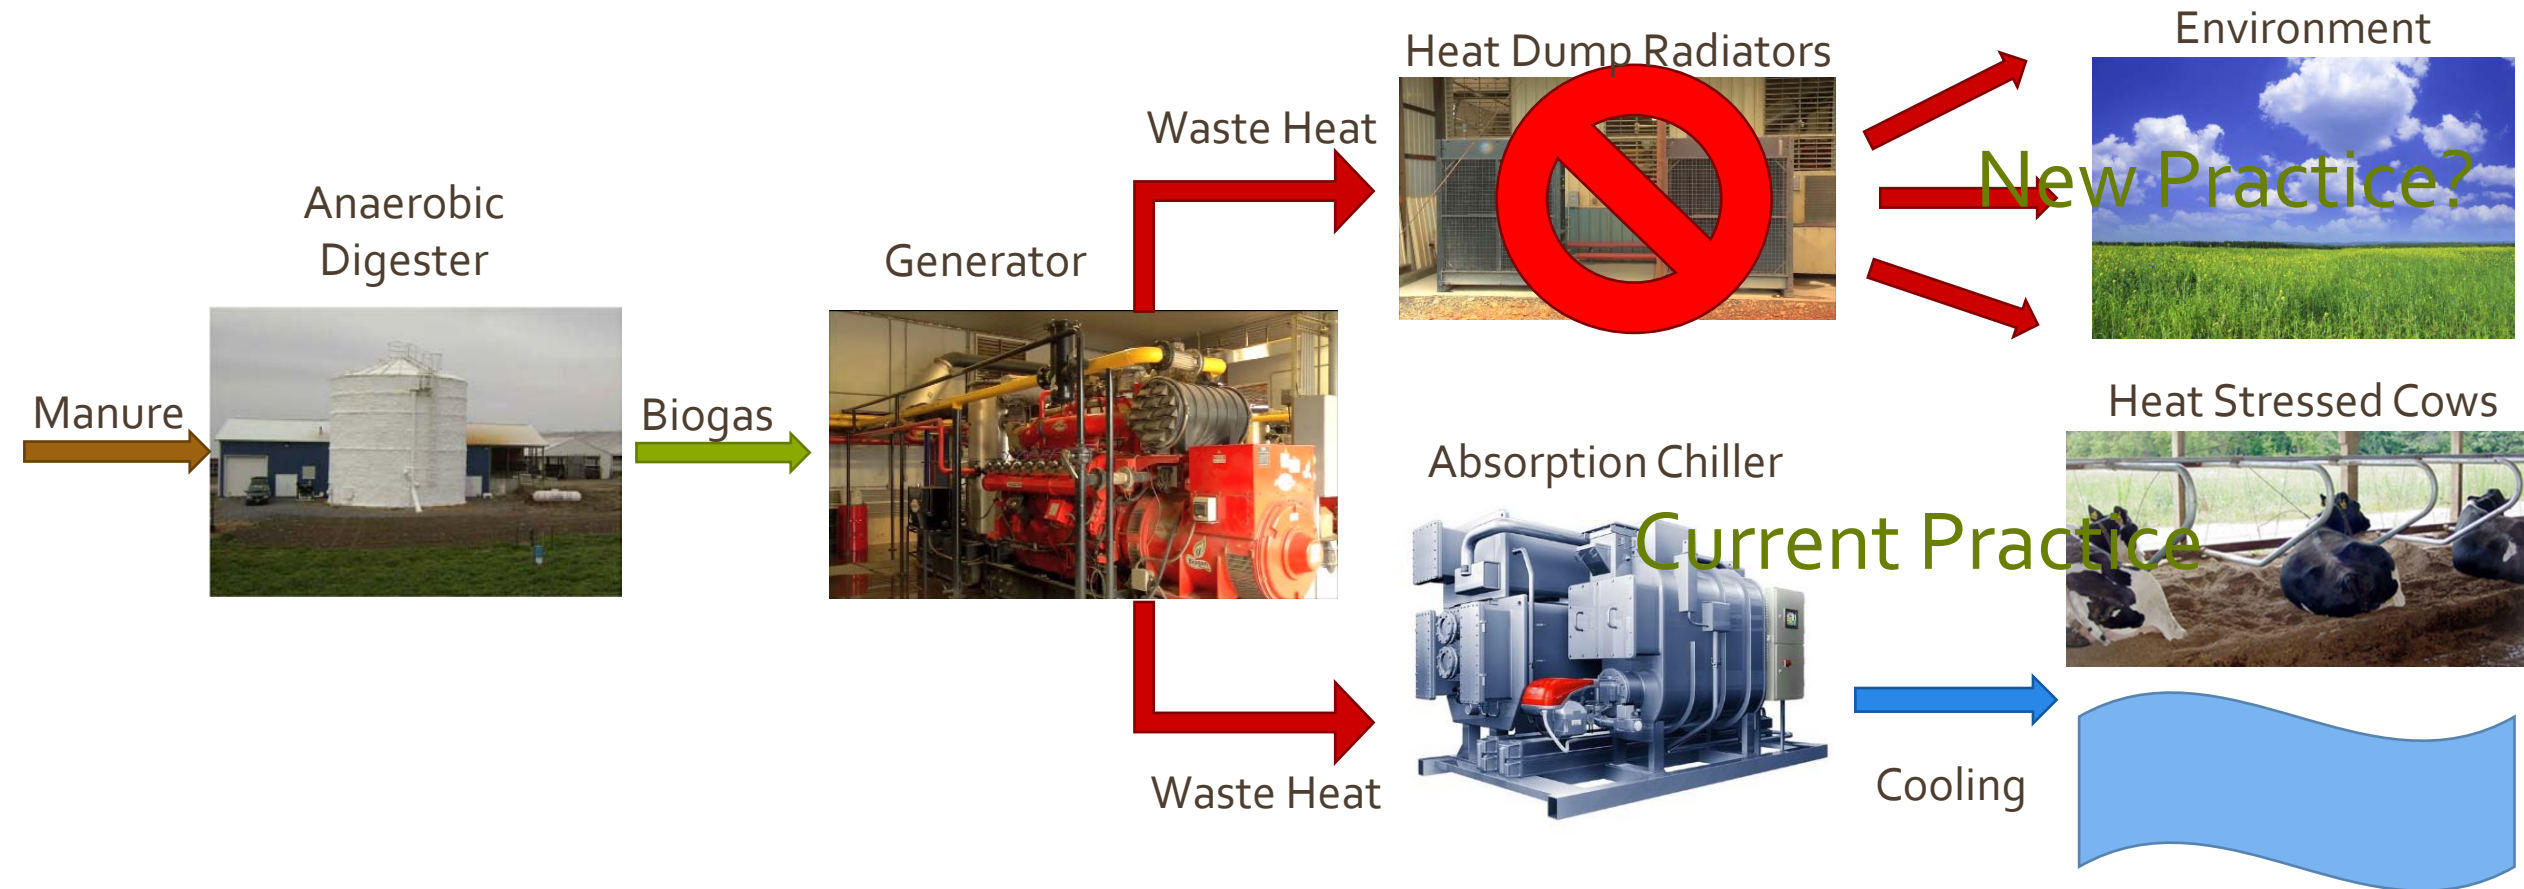 Environment
Heat Dump Radiators
Waste Heat
New Practice?
Anaerobic
Digester
Generator
Manure
Biogas
Heat Stressed Cows
Absorption Chiller
Current Practice
Waste Heat
Cooling